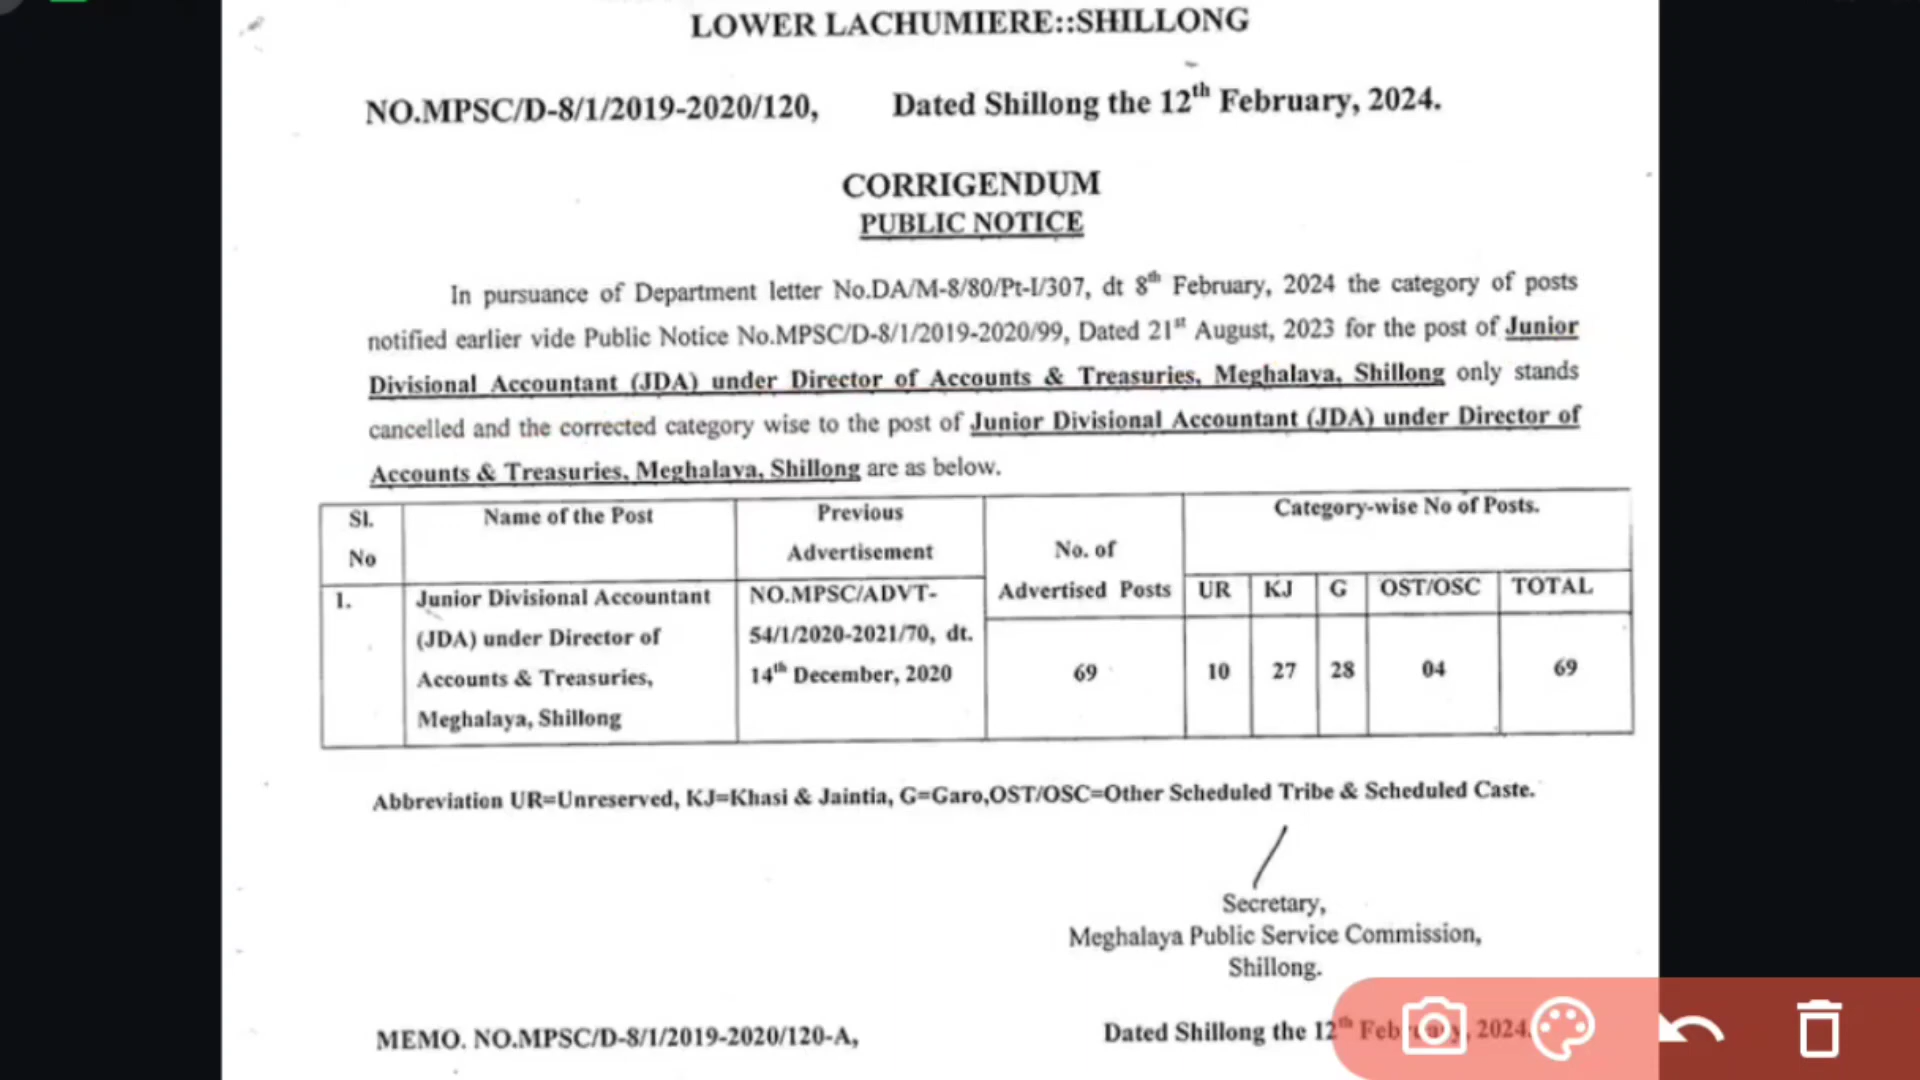 LOWER LACHUMIERE::SHILLONG
NO.MPSC/D-8/1/2019-2020/120, Dated Shillong the 12th February, 2024.
CORRIGENDUM
PUBLIC NOTICE
In pursuance of Department letter No.DA/M-8/80/Pt-I/307, dt 8th February, 2024 the category of posts
notified earlier vide Public Notice No.MPSC/D-8/1/2019-2020/99, Dated 21st August, 2023 for the post of Junior
Divisional Accountant (JDA) under Director of Accounts & Treasuries, Meghalaya, Shillong only stands
cancelled and the corrected category wise to the post of Junior Divisional Accountant (JDA) under Director of
Accounts & Treasuries, Meghalaya, Shillong are as below.
Sl. No
Name of the Post
Previous Advertisement
No. of Advertised Posts
Category-wise No of Posts.
UR KJ G OST/OSC TOTAL
1.
Junior Divisional Accountant
(JDA) under Director of
Accounts & Treasuries,
Meghalaya, Shillong
NO.MPSC/ADVT-
54/1/2020-2021/70, dt.
14th December, 2020
69 10 27 28 04 69
Abbreviation UR=Unreserved, KJ=Khasi & Jaintia, G=Garo,OST/OSC=Other Scheduled Tribe & Scheduled Caste.
Secretary,
Meghalaya Public Service Commission,
Shillong.
MEMO. NO.MPSC/D-8/1/2019-2020/120-A, Dated Shillong the 12th February, 2024.